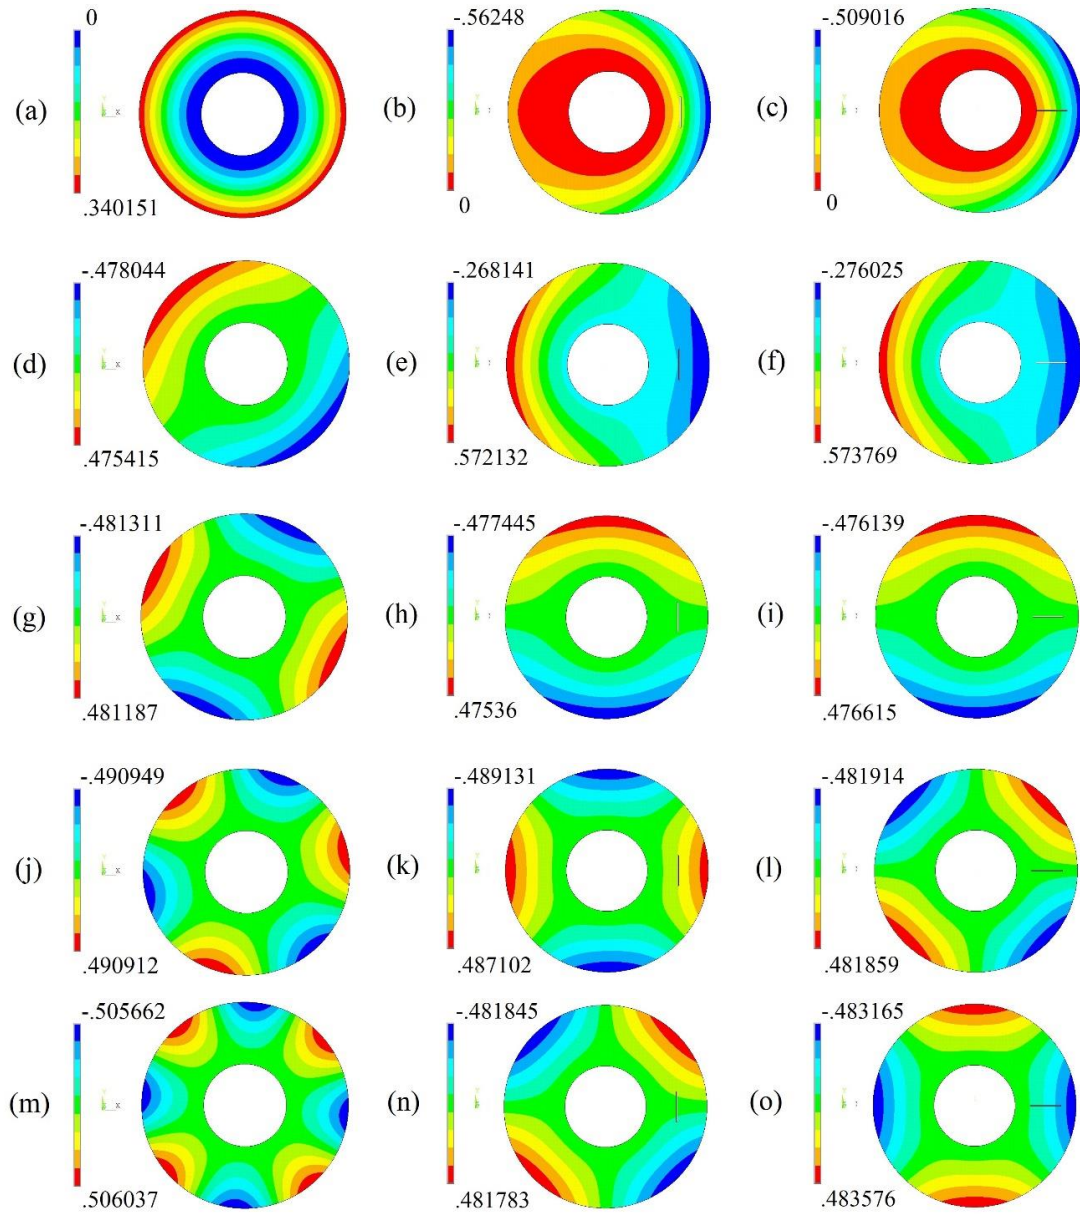 0 -.56248 -.509016
(a) (b) (c)
.340151 0 0
-.478044 -.268141 -.276025
(d) (e) (f)
.475415 .572132 .573769
-.481311 -.477445 -.476139
(g) (h) (i)
.481187 .47536 .476615
-.490949 -.489131 -.481914
(j) (k) (l)
.490912 .487102 .481859
-.505662 -.481845 -.483165
(m) (n) (o)
.506037 .481783 .483576